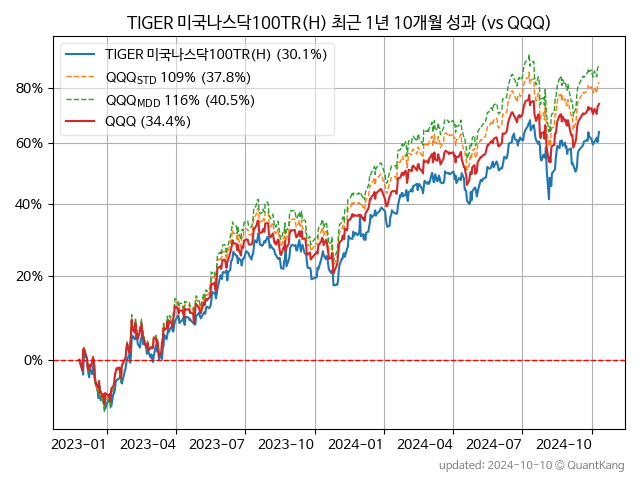 TIGER 미국나스닥100TR(H) 최근 1년 10개월 성과 (vs QQQ)
TIGER 미국나스닥100TR(H) (30.1%)
QQQSTD 109% (37.8%)
QQQMDD 116% (40.5%)
QQQ (34.4%)
80%
60%
40%
20%
0%
2023-01 2023-04 2023-07 2023-10 2024-01 2024-04 2024-07 2024-10
updated: 2024-10-10 © QuantKang